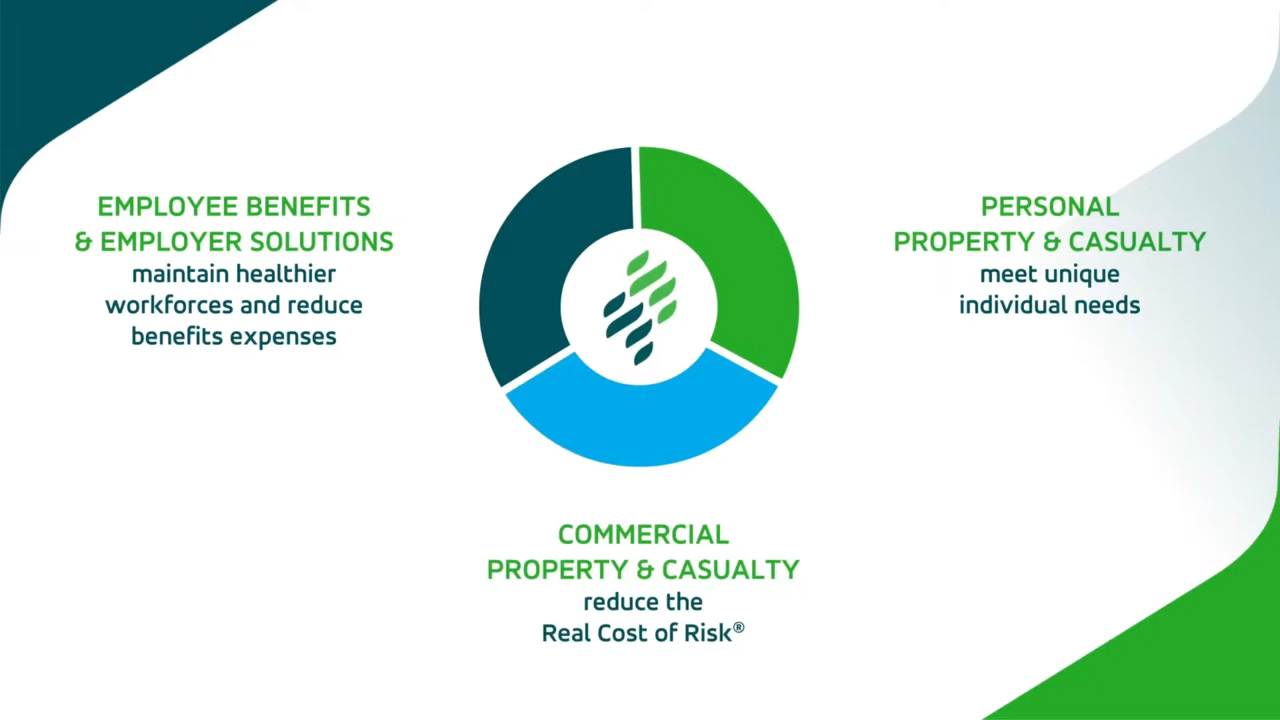 EMPLOYEE BENEFITS
& EMPLOYER SOLUTIONS
maintain healthier
workforces and reduce
benefits expenses
PERSONAL
PROPERTY & CASUALTY
meet unique
individual needs
COMMERCIAL
PROPERTY & CASUALTY
reduce the
Real Cost of Risk®